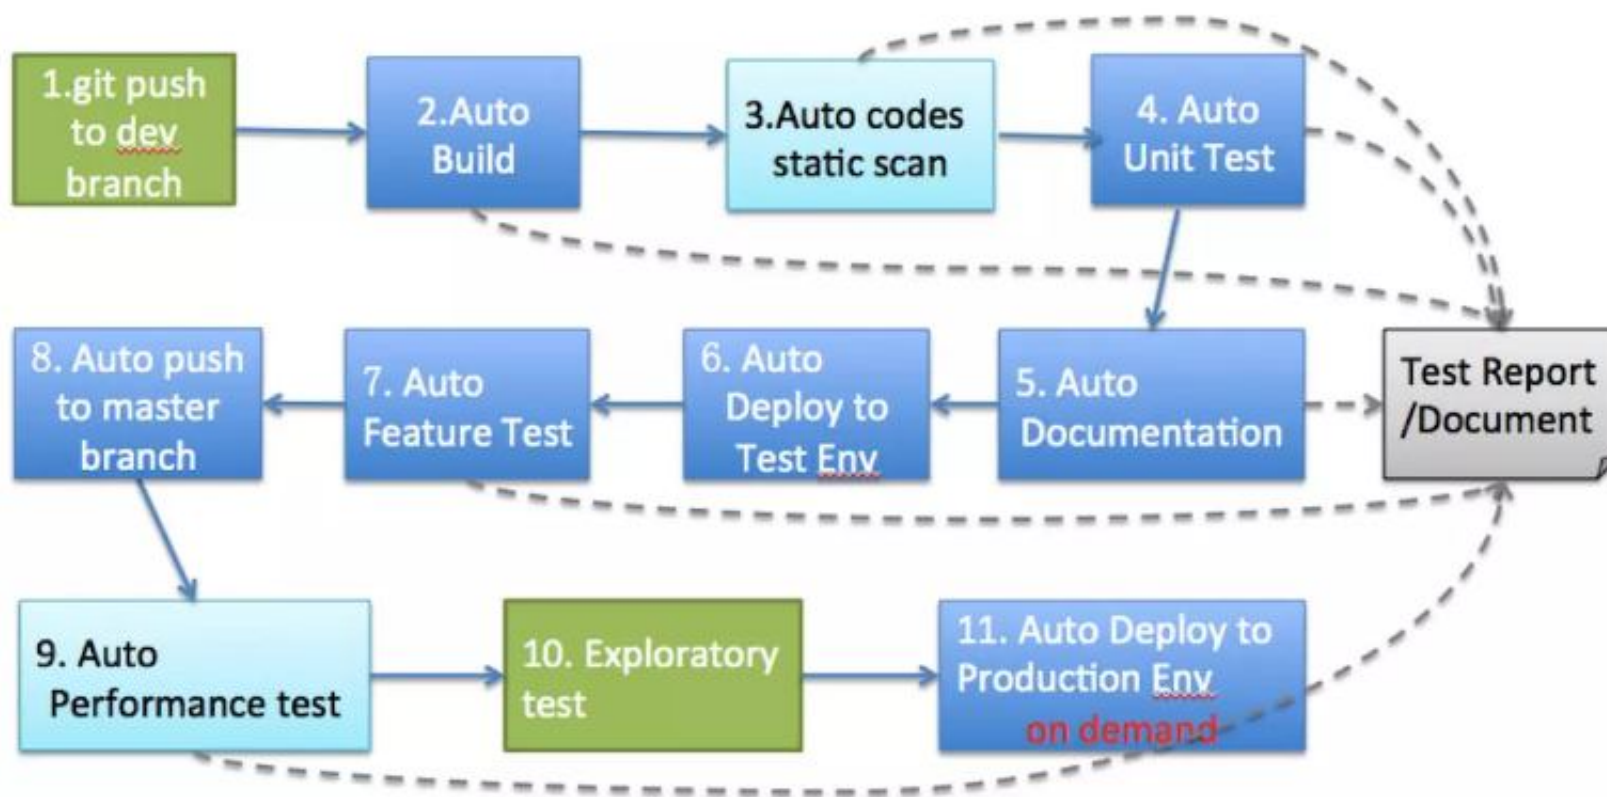 1.git push
to dev
branch
2.Auto
Build
3.Auto codes
static scan
4. Auto
Unit Test
8. Auto push
to master
branch
7. Auto
Feature Test
6. Auto
Deploy to
Test Env
5. Auto
Documentation
Test Report
/Document
9. Auto
Performance test
10. Exploratory
test
11. Auto Deploy to
Production Env
on demand